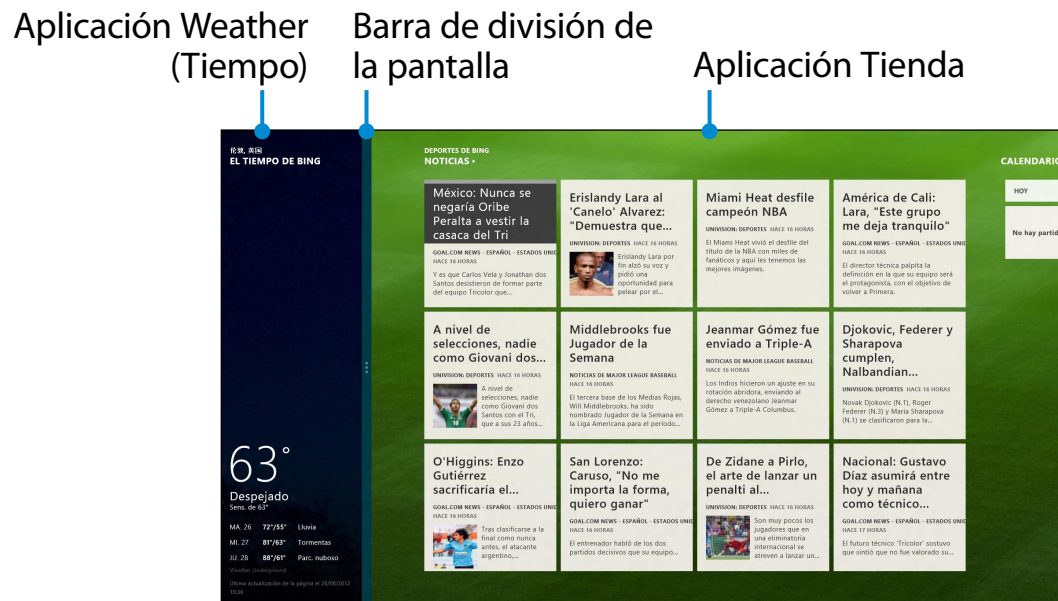 Aplicación Weather
(Tiempo)
Barra de división de
la pantalla
Aplicación Tienda
伦敦, 英国
EL TIEMPO DE BING
63°
Despejado
Sens. de 63°
MA. 26 72°/55° Lluvia
MI. 27 81°/63° Tormentas
JU. 28 88°/61° Parc. nuboso
Weather Underground
Última actualización de la página el 26/06/2012
10:36
DEPORTES DE BING
NOTICIAS
México: Nunca se
negaría Oribe
Peralta a vestir la
casaca del Tri
GOAL.COM NEWS - ESPAÑOL - ESTADOS UNID
HACE 16 HORAS
Y es que Carlos Vela y Jonathan dos
Santos desistieron de formar parte
del equipo Tricolor que...
A nivel de
selecciones, nadie
como Giovani dos...
UNIVISION: DEPORTES HACE 16 HORAS
A nivel de
selecciones, nadie
como Giovani dos
Santos con el Tri,
que a sus 23 años...
O'Higgins: Enzo
Gutiérrez
sacrificaría el...
GOAL.COM NEWS - ESPAÑOL - ESTADOS UNID
HACE 16 HORAS
Tras clasificarse a la
final como nunca
antes, el atacante
argentino,...
Erislandy Lara al
'Canelo' Alvarez:
"Demuestra que...
UNIVISION: DEPORTES HACE 16 HORAS
Erislandy Lara por
fin alzó su voz y
pidió una
oportunidad para
pelear por el...
Middlebrooks fue
Jugador de la
Semana
NOTICIAS DE MAJOR LEAGUE BASEBALL
HACE 16 HORAS
El tercera base de los Medias Rojas,
Will Middlebrooks, ha sido
nombrado Jugador de la Semana en
la Liga Americana para el período...
San Lorenzo:
Caruso, "No me
importa la forma,
quiero ganar"
GOAL.COM NEWS - ESPAÑOL - ESTADOS UNID
HACE 16 HORAS
El entrenador habló de los dos
partidos decisivos que su equipo...
Miami Heat desfile
campeón NBA
UNIVISION: DEPORTES HACE 16 HORAS
El Miami Heat vivió el desfile del
título de la NBA con miles de
fanáticos y aquí les tenemos las
mejores imágenes.
Jeanmar Gómez fue
enviado a Triple-A
NOTICIAS DE MAJOR LEAGUE BASEBALL
HACE 16 HORAS
Los Indios hicieron un ajuste en su
rotación abridora, enviando al
derecho venezolano Jeanmar
Gómez a Triple-A Columbus.
De Zidane a Pirlo,
el arte de lanzar un
penalti al...
UNIVISION: DEPORTES HACE 16 HORAS
Son muy pocos los
jugadores que en
una eliminatoria
internacional se
atreven a lanzar un...
América de Cali:
Lara, "Este grupo
me deja tranquilo"
GOAL.COM NEWS - ESPAÑOL - ESTADOS UNID
HACE 16 HORAS
El director técnica palpita la
definición en la que su equipo será
el protagonista, con el objetivo de
volver a Primera.
Djokovic, Federer y
Sharapova
cumplen,
Nalbandian...
UNIVISION: DEPORTES HACE 16 HORAS
Novak Djokovic (N.1), Roger
Federer (N.3) y Maria Sharapova
(N.1) se clasificaron para la...
Nacional: Gustavo
Díaz asumirá entre
hoy y mañana
como técnico...
GOAL.COM NEWS - ESPAÑOL - ESTADOS UNID
HACE 17 HORAS
El futuro técnico 'Tricolor' sostuvo
que sintió que no fue valorado su...
CALENDARIO
HOY
No hay partid